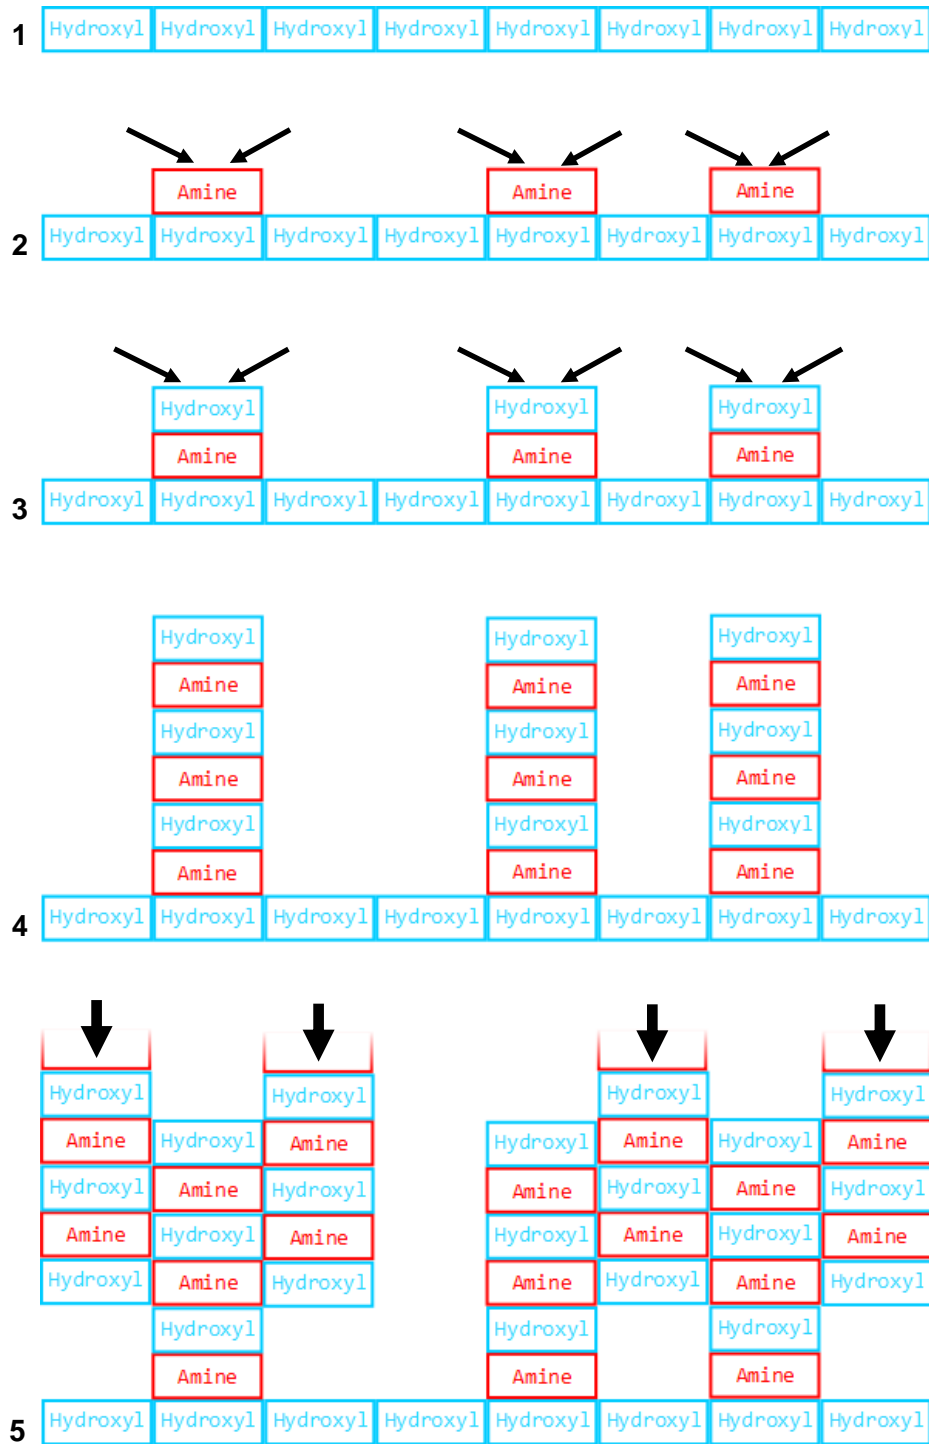 1 Hydroxyl Hydroxyl Hydroxyl Hydroxyl Hydroxyl Hydroxyl Hydroxyl Hydroxyl
Amine Amine Amine
2 Hydroxyl Hydroxyl Hydroxyl Hydroxyl Hydroxyl Hydroxyl Hydroxyl Hydroxyl
Hydroxyl Hydroxyl Hydroxyl
Amine Amine Amine
3 Hydroxyl Hydroxyl Hydroxyl Hydroxyl Hydroxyl Hydroxyl Hydroxyl Hydroxyl
Hydroxyl Hydroxyl Hydroxyl
Amine Amine Amine
Hydroxyl Hydroxyl Hydroxyl
Amine Amine Amine
Hydroxyl Hydroxyl Hydroxyl
Amine Amine Amine
4 Hydroxyl Hydroxyl Hydroxyl Hydroxyl Hydroxyl Hydroxyl Hydroxyl Hydroxyl
Hydroxyl Hydroxyl Hydroxyl Hydroxyl
Amine Hydroxyl Amine Hydroxyl Amine Hydroxyl Amine
Hydroxyl Amine Hydroxyl Amine Hydroxyl Amine Hydroxyl
Amine Hydroxyl Amine Hydroxyl Amine Hydroxyl Amine
Hydroxyl Amine Hydroxyl Amine Hydroxyl Amine Hydroxyl
Hydroxyl Hydroxyl Hydroxyl
Amine Amine Amine
5 Hydroxyl Hydroxyl Hydroxyl Hydroxyl Hydroxyl Hydroxyl Hydroxyl Hydroxyl